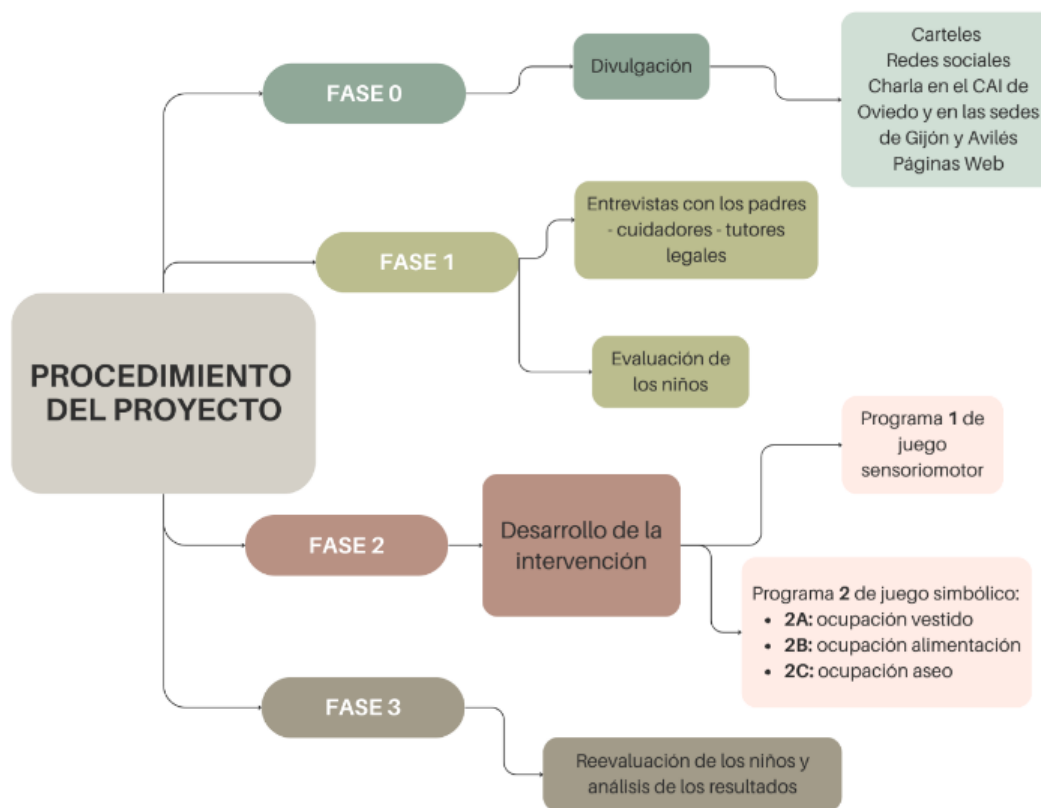 PROCEDIMIENTO
DEL PROYECTO
FASE 0
Divulgación
Carteles
Redes sociales
Charla en el CAI de
Oviedo y en las sedes
de Gijón y Avilés
Páginas Web
FASE 1
Entrevistas con los padres
- cuidadores - tutores
legales
Evaluación de
los niños
FASE 2
Desarrollo de la
intervención
Programa 1 de
juego
sensoriomotor
Programa 2 de juego simbólico:
• 2A: ocupación vestido
• 2B: ocupación alimentación
• 2C: ocupación aseo
FASE 3
Reevaluación de los niños y
análisis de los resultados